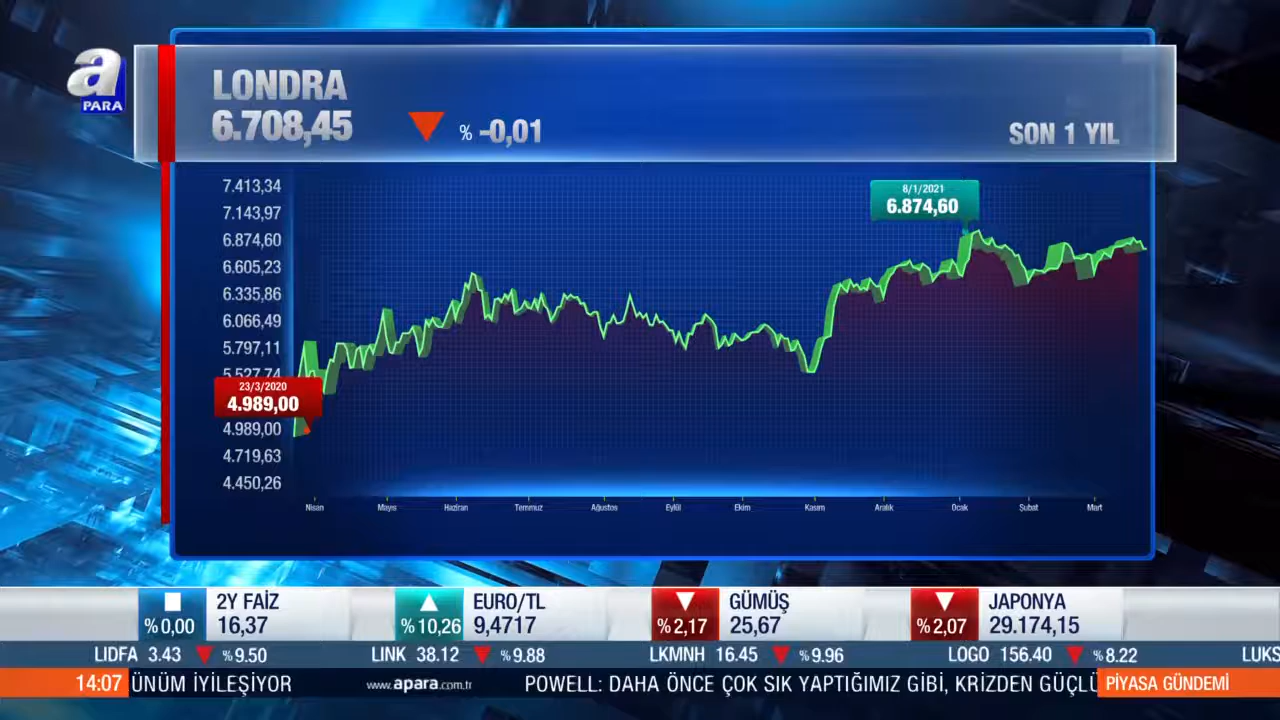 a
PARA
LONDRA
6.708,45
% -0,01
SON 1 YIL
7.413,34
7.143,97
6.874,60
6.605,23
6.335,86
6.066,49
5.797,11
5.527,74
4.989,00
4.719,63
4.450,26
8/1/2021
6.874,60
23/3/2020
4.989,00
Nisan Mayıs Haziran Temmuz Ağustos Eylül Ekim Kasım Aralık Ocak Şubat Mart
%0,00 2Y FAİZ 16,37
%10,26 EURO/TL 9,4717
%2,17 GÜMÜŞ 25,67
%2,07 JAPONYA 29.174,15
LIDFA 3.43 %9.50 LINK 38.12 %9.88 LKMNH 16.45 %9.96 LOGO 156.40 %8.22 LUKS
14:07 ÜNÜM İYİLEŞİYOR www.apara.com.tr POWELL: DAHA ÖNCE ÇOK SIK YAPTIĞIMIZ GİBİ, KRİZDEN GÜÇLÜ PİYASA GÜNDEMİ